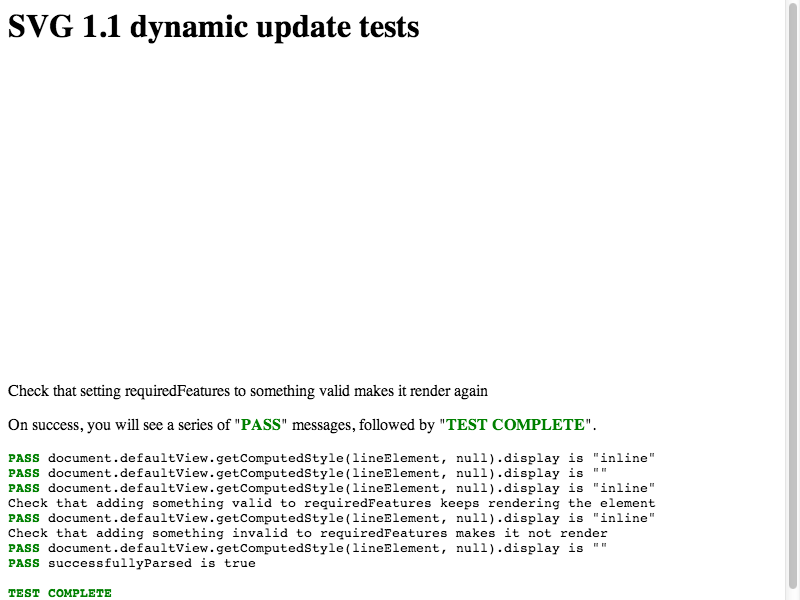 SVG 1.1 dynamic update tests
Check that setting requiredFeatures to something valid makes it render again
On success, you will see a series of "PASS" messages, followed by "TEST COMPLETE".
PASS document.defaultView.getComputedStyle(lineElement, null).display is "inline"
PASS document.defaultView.getComputedStyle(lineElement, null).display is ""
PASS document.defaultView.getComputedStyle(lineElement, null).display is "inline"
Check that adding something valid to requiredFeatures keeps rendering the element
PASS document.defaultView.getComputedStyle(lineElement, null).display is "inline"
Check that adding something invalid to requiredFeatures makes it not render
PASS document.defaultView.getComputedStyle(lineElement, null).display is ""
PASS successfullyParsed is true
TEST COMPLETE